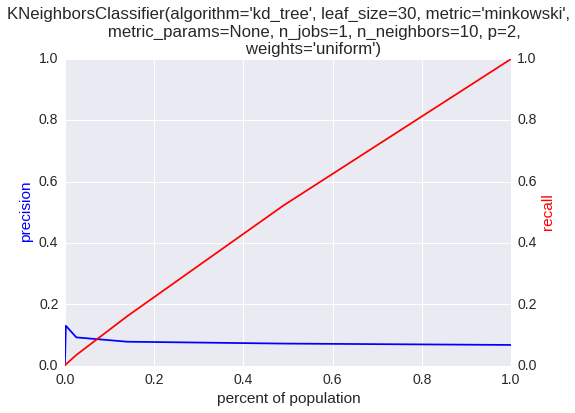 KNeighborsClassifier(algorithm='kd_tree', leaf_size=30, metric='minkowski',
metric_params=None, n_jobs=1, n_neighbors=10, p=2,
weights='uniform')
1.0
0.8
0.6
0.4
0.2
0.0
precision
1.0
0.8
0.6
0.4
0.2
0.0
recall
0.0 0.2 0.4 0.6 0.8 1.0
percent of population